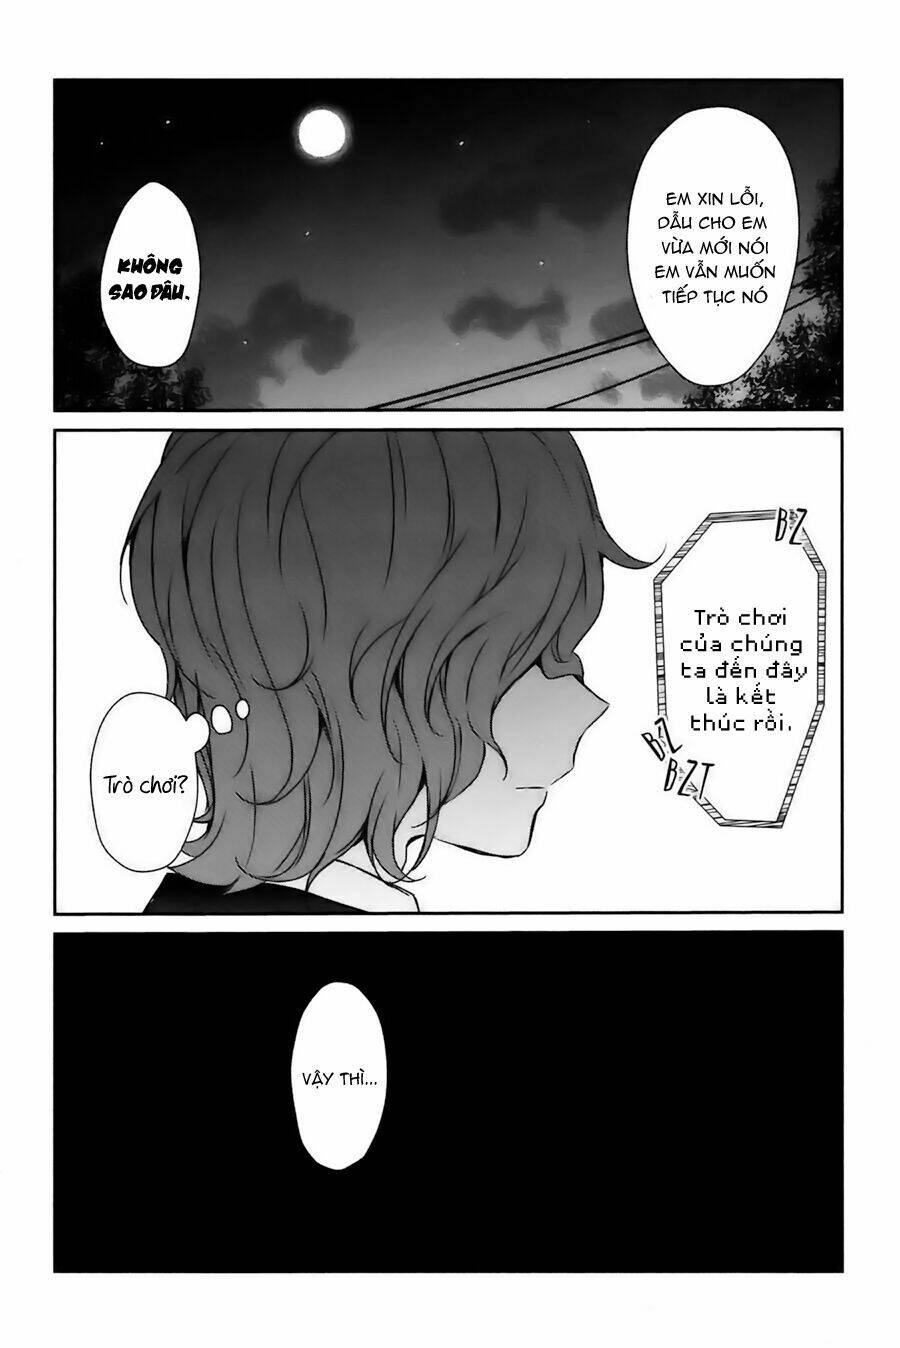 EM XIN LỖI,
DẪU CHO EM
VỪA MỚI NÓI
EM VẪN MUỐN
TIẾP TỤC NÓ
KHÔNG
SAO ĐÂU.
BZ
Trò chơi
của chúng
ta đến đây
là kết
thúc rồi.
BZ
BZT
Trò chơi?
VẬY THÌ...